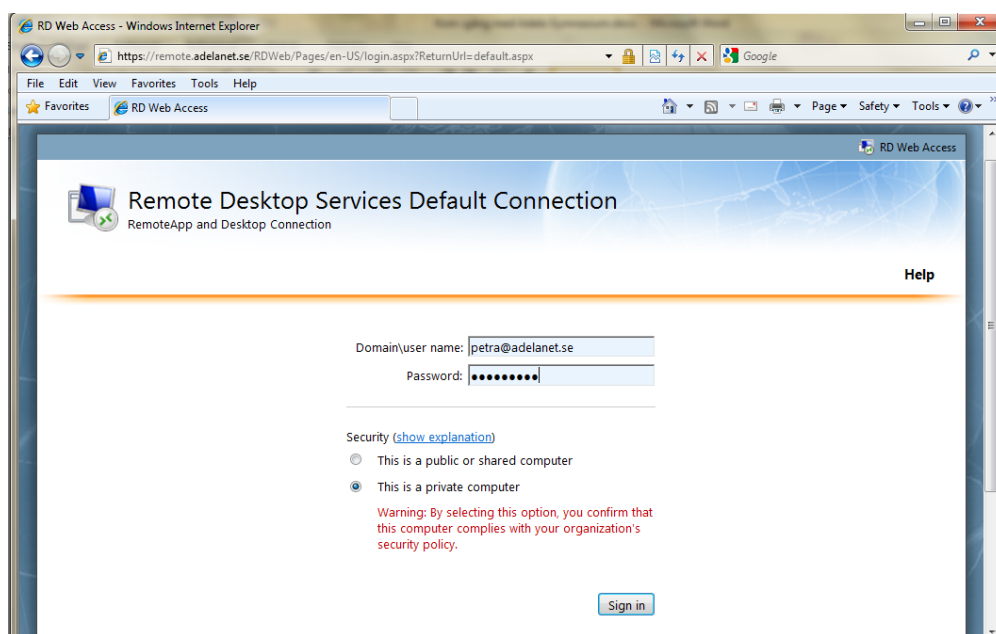 RD Web Access - Windows Internet Explorer
https://remote.adelanet.se/RDWeb/Pages/en-US/login.aspx?ReturnUrl=default.aspx
Google
File Edit View Favorites Tools Help
Favorites RD Web Access Page Safety Tools
RD Web Access
Remote Desktop Services Default Connection
RemoteApp and Desktop Connection
Help
Domain\user name: petra@adelanet.se
Password: ●●●●●●●●●
Security (show explanation)
This is a public or shared computer
This is a private computer
Warning: By selecting this option, you confirm that
this computer complies with your organization's
security policy.
Sign in